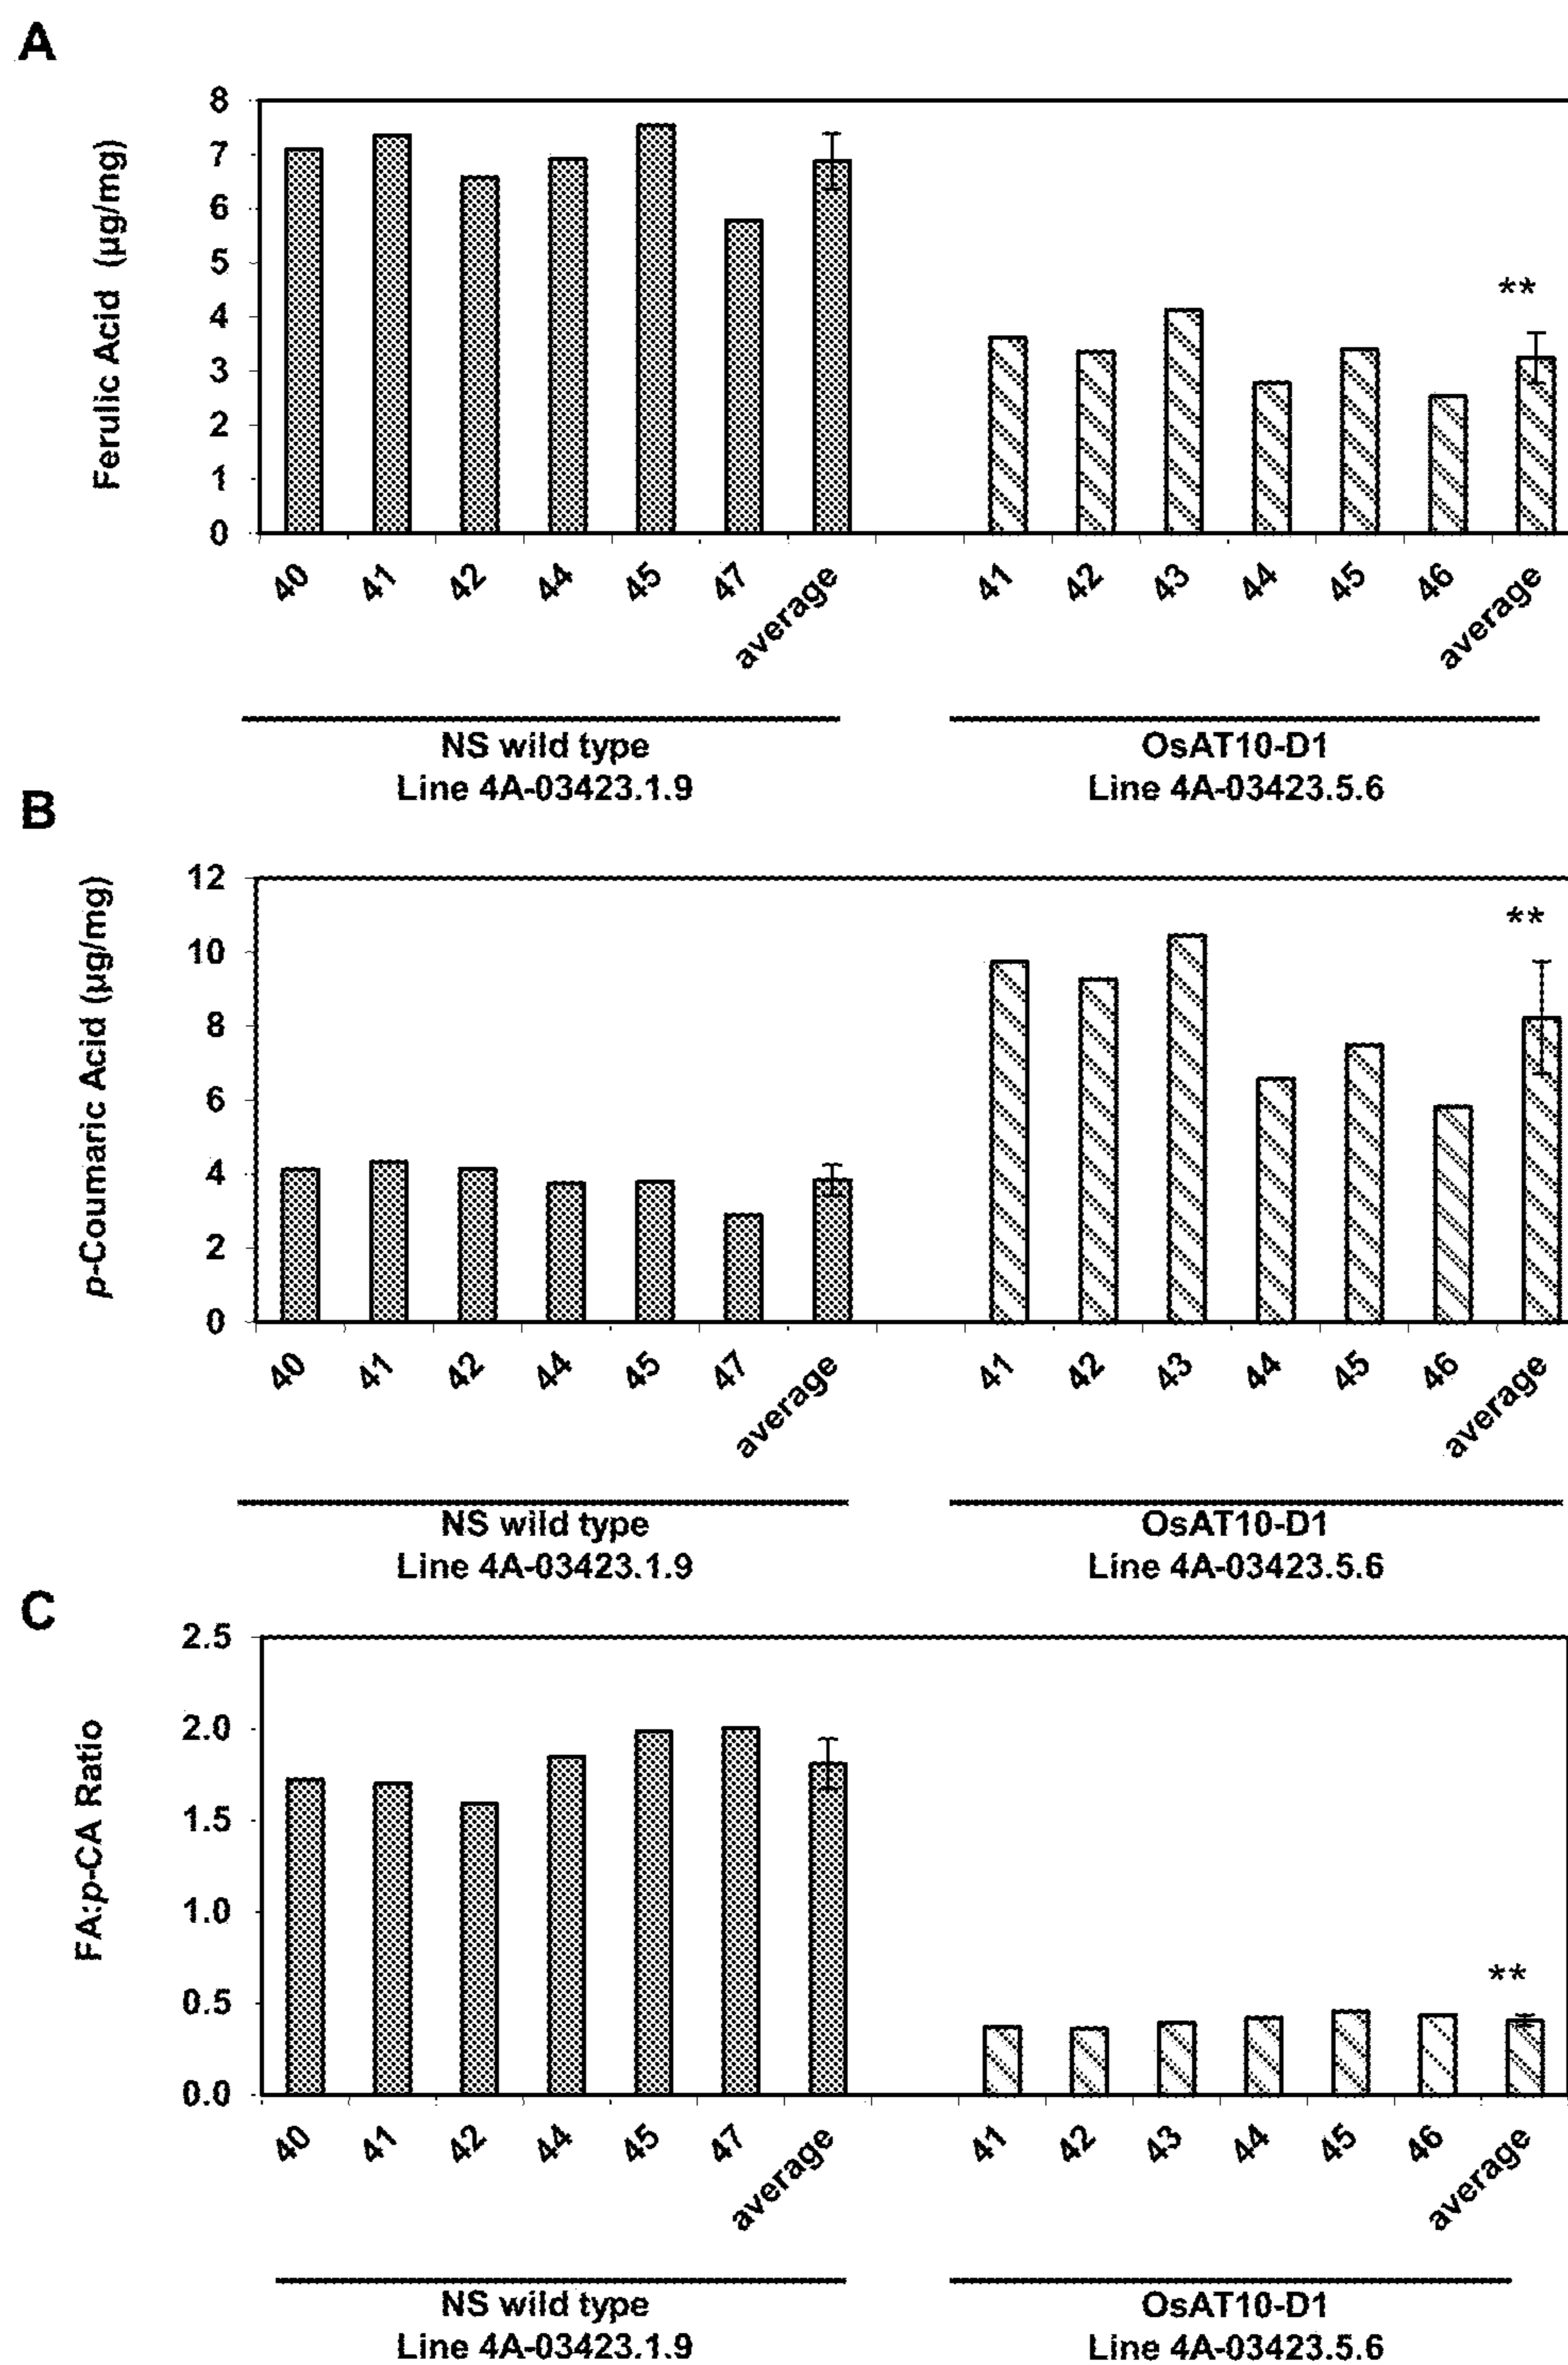 A
Ferulic Acid (µg/mg)
8
7
6
5
4
3
2
1
0
**
40 41 42 44 45 47 average 41 42 43 44 45 46 average
NS wild type OsAT10-D1
Line 4A-03423.1.9 Line 4A-03423.5.6
B
p-Coumaric Acid (µg/mg)
12
10
8
6
4
2
0
**
40 41 42 44 45 47 average 41 42 43 44 45 46 average
NS wild type OsAT10-D1
Line 4A-03423.1.9 Line 4A-03423.5.6
C
FA:p-CA Ratio
2.5
2.0
1.5
1.0
0.5
0.0
**
40 41 42 44 45 47 average 41 42 43 44 45 46 average
NS wild type OsAT10-D1
Line 4A-03423.1.9 Line 4A-03423.5.6